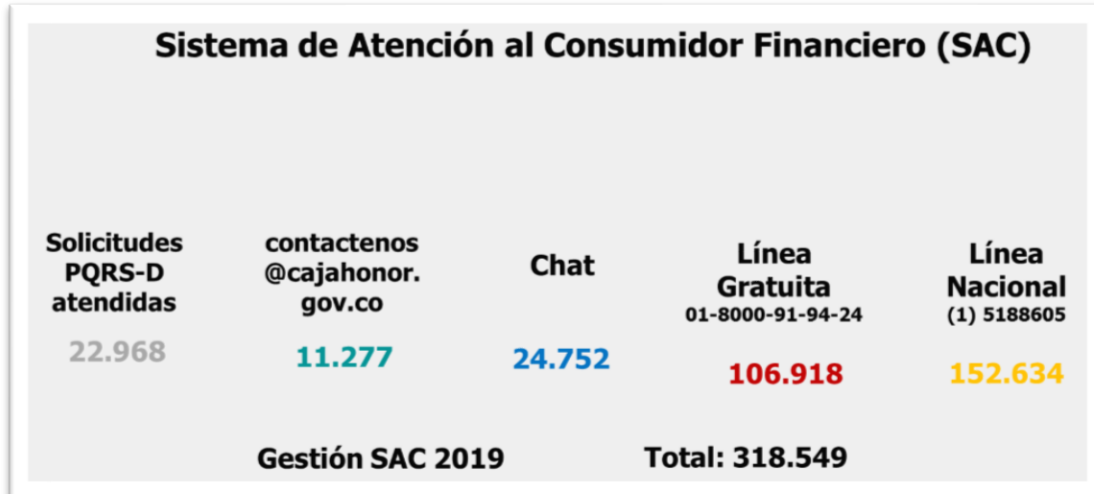 Sistema de Atención al Consumidor Financiero (SAC)
Solicitudes
PQRS-D
atendidas
22.968
contactenos
@cajahonor.
gov.co
11.277
Chat
24.752
Línea
Gratuita
01-8000-91-94-24
106.918
Línea
Nacional
(1) 5188605
152.634
Gestión SAC 2019
Total: 318.549